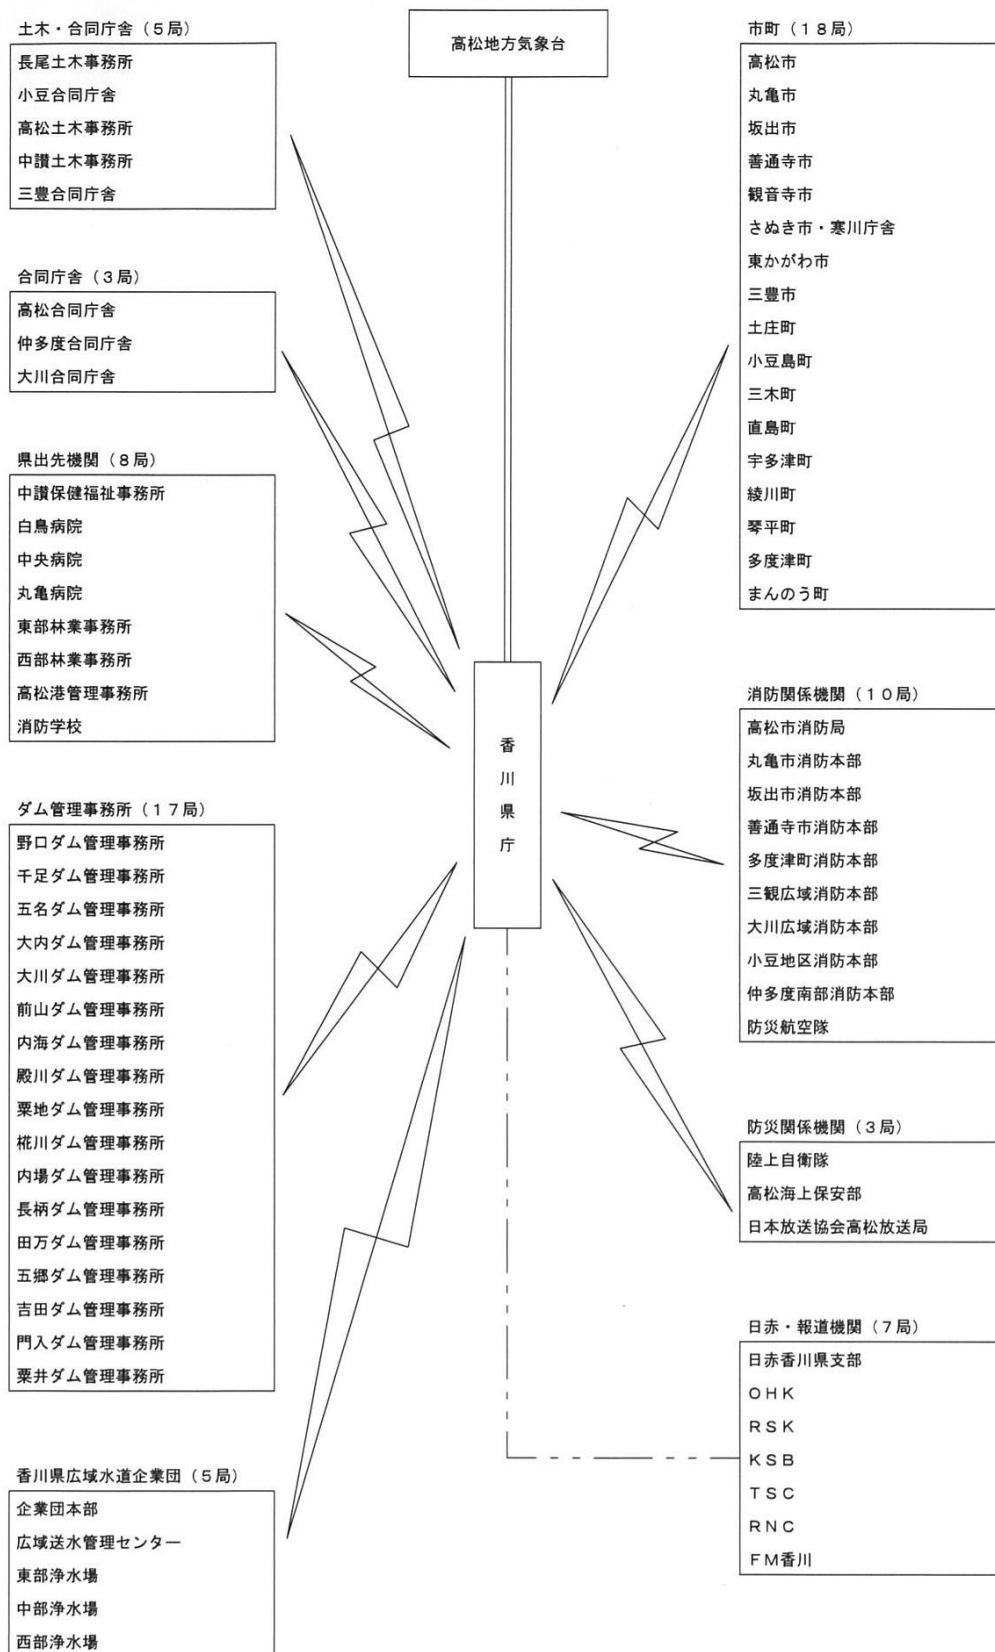 高松地方気象台
土木・合同庁舎（５局）
長尾土木事務所
小豆合同庁舎
高松土木事務所
中讃土木事務所
三豊合同庁舎
合同庁舎（３局）
高松合同庁舎
仲多度合同庁舎
大川合同庁舎
県出先機関（８局）
中讃保健福祉事務所
白鳥病院
中央病院
丸亀病院
東部林業事務所
西部林業事務所
高松港管理事務所
消防学校
ダム管理事務所（１７局）
野口ダム管理事務所
千足ダム管理事務所
五名ダム管理事務所
大内ダム管理事務所
大川ダム管理事務所
前山ダム管理事務所
内海ダム管理事務所
殿川ダム管理事務所
粟地ダム管理事務所
椛川ダム管理事務所
内場ダム管理事務所
長柄ダム管理事務所
田万ダム管理事務所
五郷ダム管理事務所
吉田ダム管理事務所
門入ダム管理事務所
粟井ダム管理事務所
香川県広域水道企業団（５局）
企業団本部
広域送水管理センター
東部浄水場
中部浄水場
西部浄水場
香川県庁
市町（１８局）
高松市
丸亀市
坂出市
善通寺市
観音寺市
さぬき市・寒川庁舎
東かがわ市
三豊市
土庄町
小豆島町
三木町
直島町
宇多津町
綾川町
琴平町
多度津町
まんのう町
消防関係機関（１０局）
高松市消防局
丸亀市消防本部
坂出市消防本部
善通寺市消防本部
多度津町消防本部
三観広域消防本部
大川広域消防本部
小豆地区消防本部
仲多度南部消防本部
防災航空隊
防災関係機関（３局）
陸上自衛隊
高松海上保安部
日本放送協会高松放送局
日赤・報道機関（７局）
日赤香川県支部
ＯＨＫ
ＲＳＫ
ＫＳＢ
ＴＳＣ
ＲＮＣ
ＦＭ香川